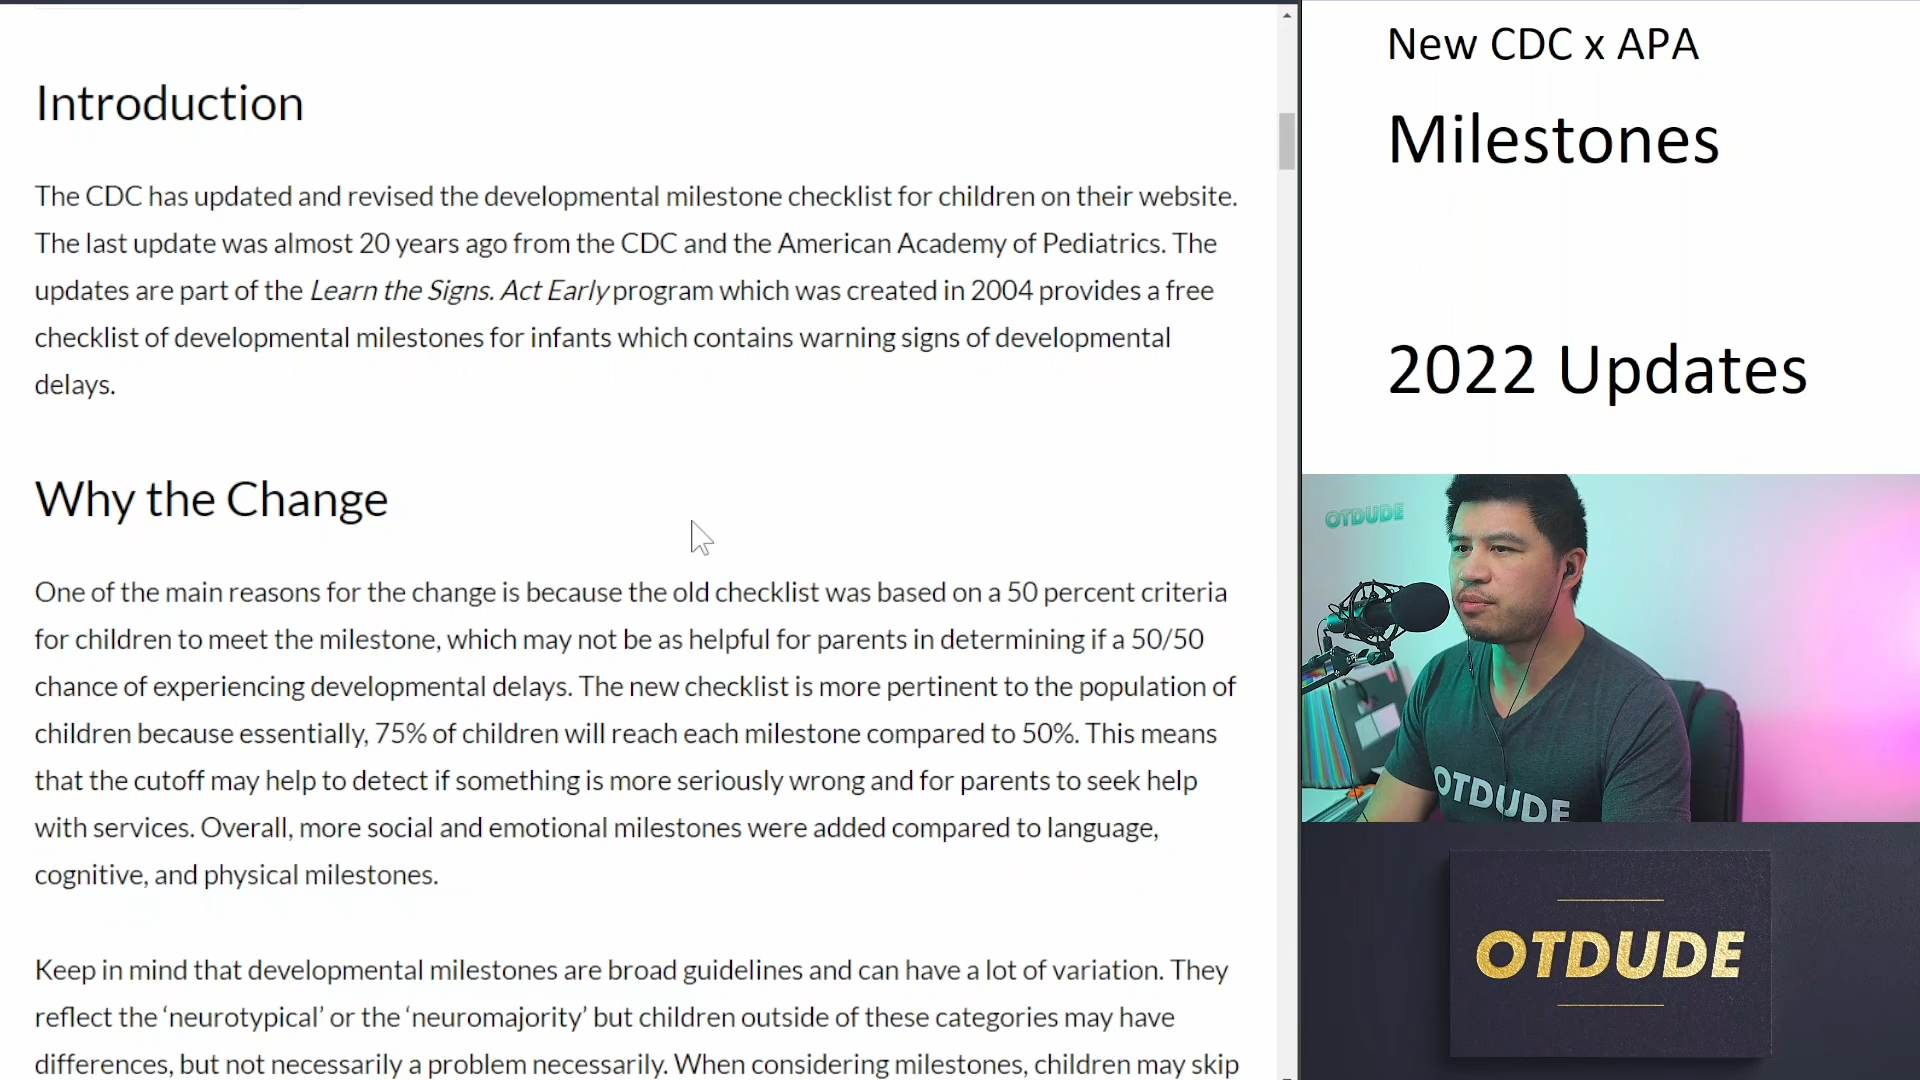 Introduction
The CDC has updated and revised the developmental milestone checklist for children on their website.
The last update was almost 20 years ago from the CDC and the American Academy of Pediatrics. The
updates are part of the Learn the Signs. Act Early program which was created in 2004 provides a free
checklist of developmental milestones for infants which contains warning signs of developmental
delays.
Why the Change
One of the main reasons for the change is because the old checklist was based on a 50 percent criteria
for children to meet the milestone, which may not be as helpful for parents in determining if a 50/50
chance of experiencing developmental delays. The new checklist is more pertinent to the population of
children because essentially, 75% of children will reach each milestone compared to 50%. This means
that the cutoff may help to detect if something is more seriously wrong and for parents to seek help
with services. Overall, more social and emotional milestones were added compared to language,
cognitive, and physical milestones.
Keep in mind that developmental milestones are broad guidelines and can have a lot of variation. They
reflect the ‘neurotypical’ or the ‘neuromajority’ but children outside of these categories may have
differences, but not necessarily a problem necessarily. When considering milestones, children may skip
New CDC x APA
Milestones
2022 Updates
OTDUDE
OTDUDE
OTDUDE